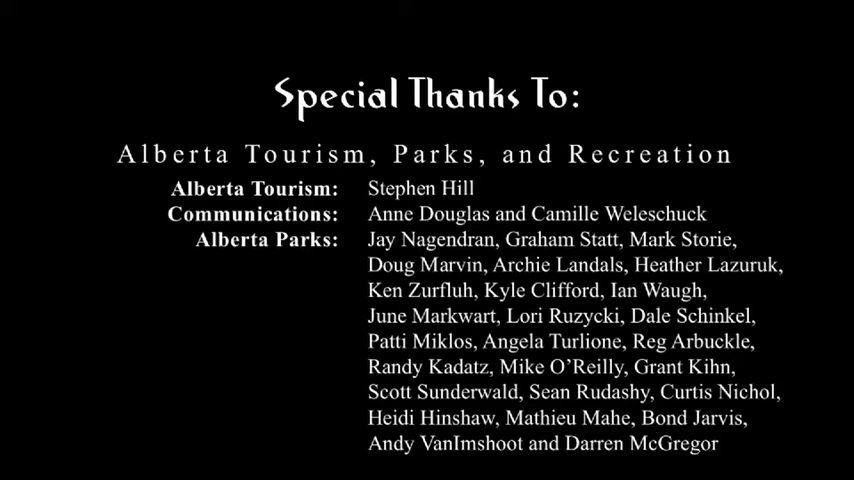 Special Thanks To:
Alberta Tourism, Parks, and Recreation
Alberta Tourism: Stephen Hill
Communications: Anne Douglas and Camille Weleschuck
Alberta Parks: Jay Nagendran, Graham Statt, Mark Storie,
Doug Marvin, Archie Landals, Heather Lazuruk,
Ken Zurfluh, Kyle Clifford, Ian Waugh,
June Markwart, Lori Ruzycki, Dale Schinkel,
Patti Miklos, Angela Turlione, Reg Arbuckle,
Randy Kadatz, Mike O'Reilly, Grant Kihn,
Scott Sunderwald, Sean Rudashy, Curtis Nichol,
Heidi Hinshaw, Mathieu Mahe, Bond Jarvis,
Andy VanImshoot and Darren McGregor